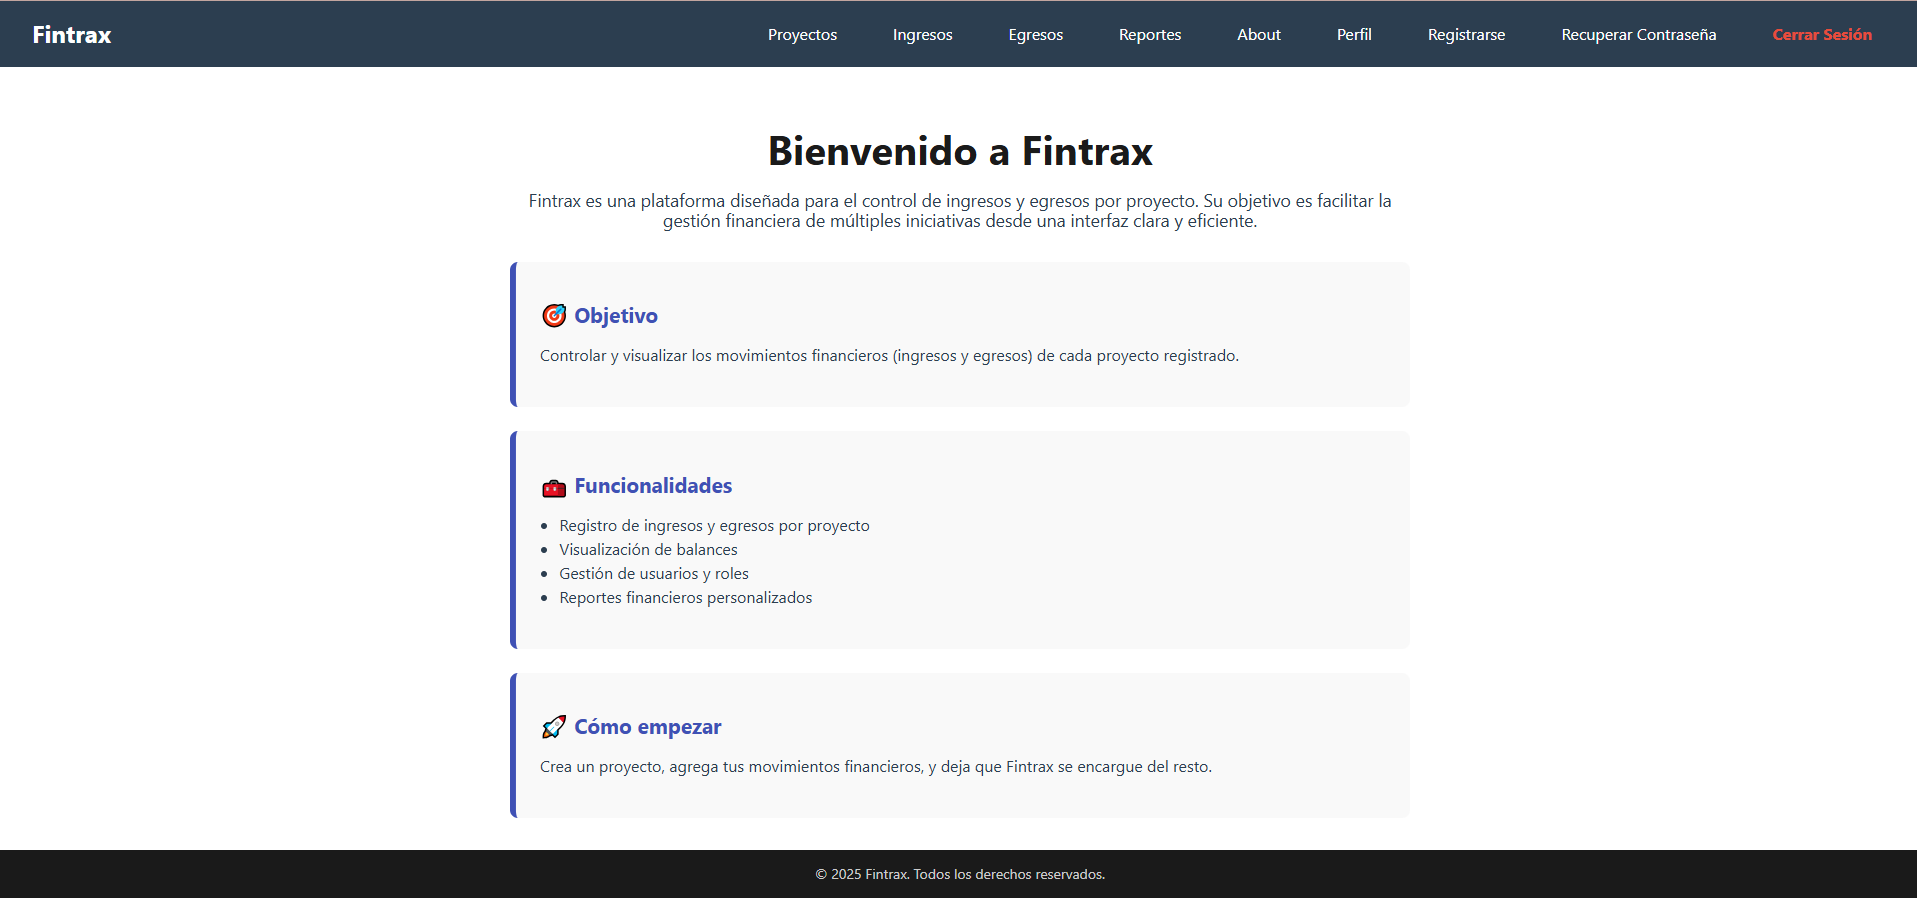 Fintrax
Proyectos Ingresos Egresos Reportes About Perfil Registrarse Recuperar Contraseña Cerrar Sesión
Bienvenido a Fintrax
Fintrax es una plataforma diseñada para el control de ingresos y egresos por proyecto. Su objetivo es facilitar la
gestión financiera de múltiples iniciativas desde una interfaz clara y eficiente.
Objetivo
Controlar y visualizar los movimientos financieros (ingresos y egresos) de cada proyecto registrado.
Funcionalidades
• Registro de ingresos y egresos por proyecto
• Visualización de balances
• Gestión de usuarios y roles
• Reportes financieros personalizados
Cómo empezar
Crea un proyecto, agrega tus movimientos financieros, y deja que Fintrax se encargue del resto.
© 2025 Fintrax. Todos los derechos reservados.